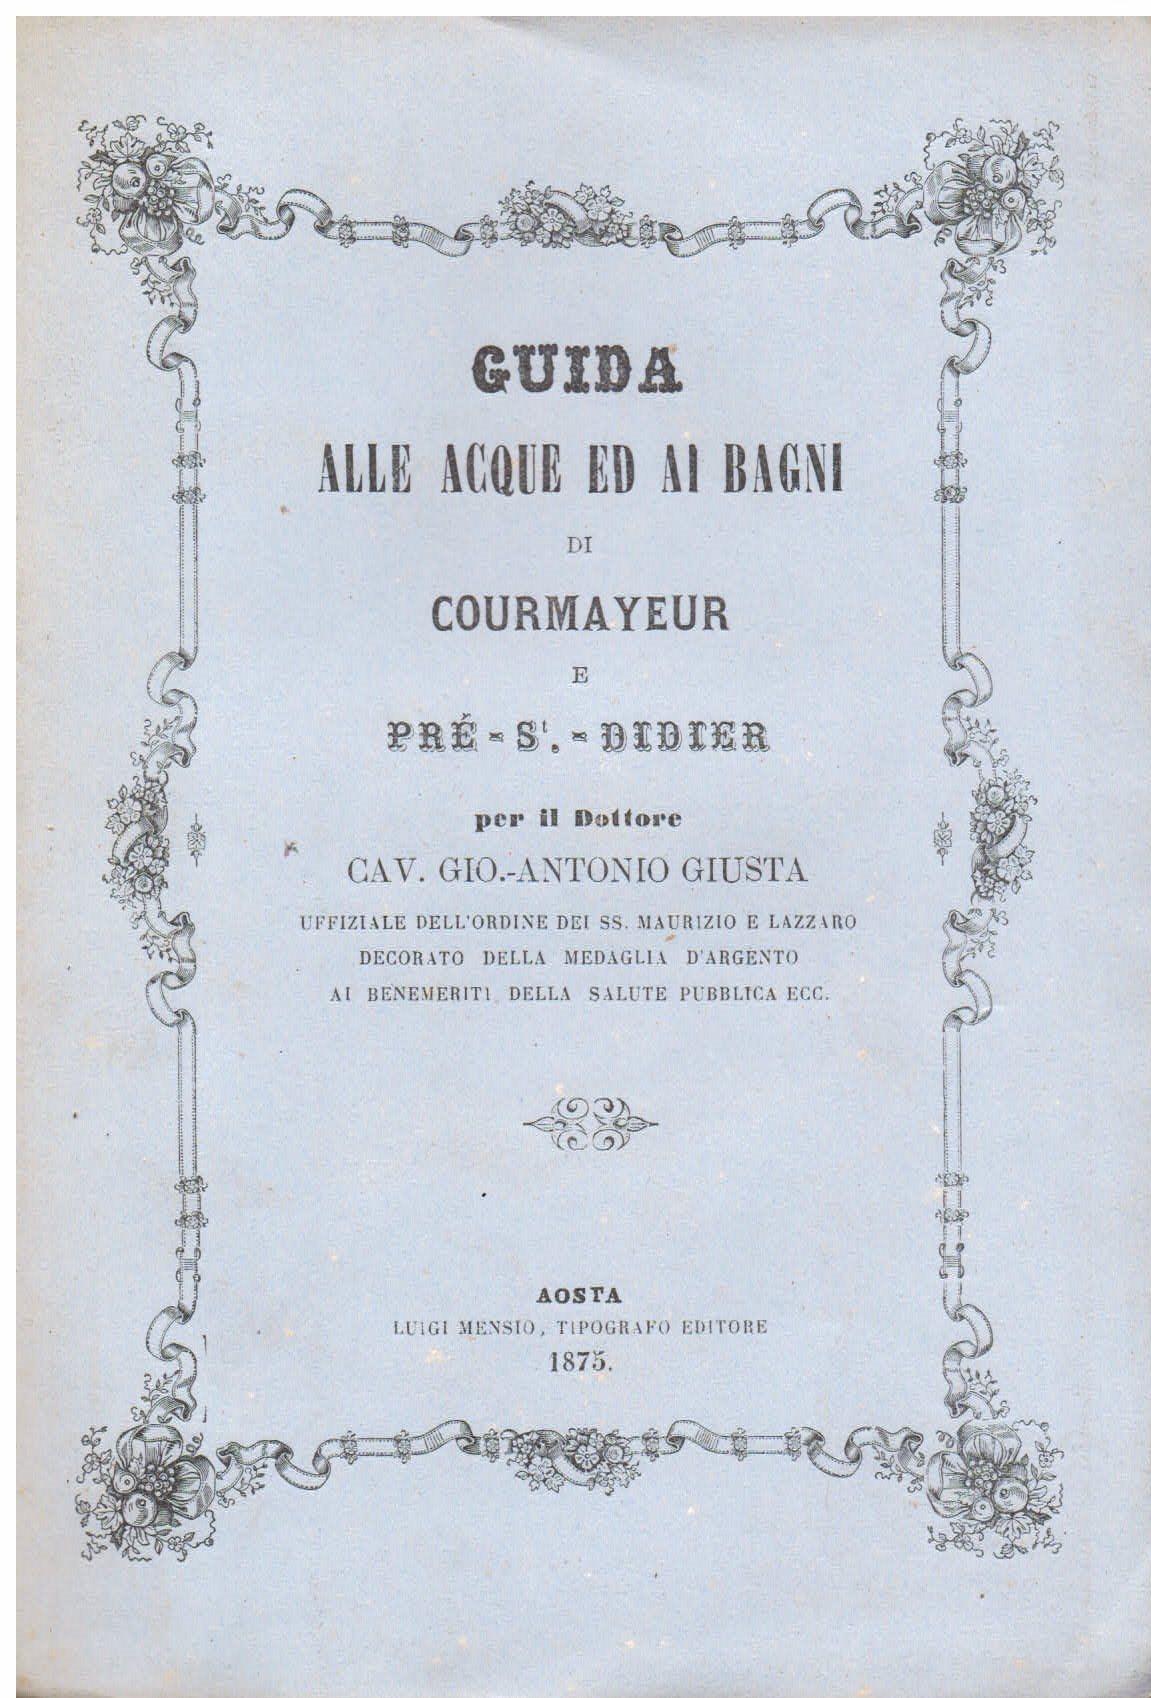 GUIDA
ALLE ACQUE ED AI BAGNI
DI
COURMAYEUR
E
PRÉ-St.-DIDIER
per il Dottore
CAV. GIO.-ANTONIO GIUSTA
UFFIZIALE DELL'ORDINE DEI SS. MAURIZIO E LAZZARO
DECORATO DELLA MEDAGLIA D'ARGENTO
AI BENEMERITI DELLA SALUTE PUBBLICA ECC.
AOSTA
LUIGI MENSIO, TIPOGRAFO EDITORE
1875.